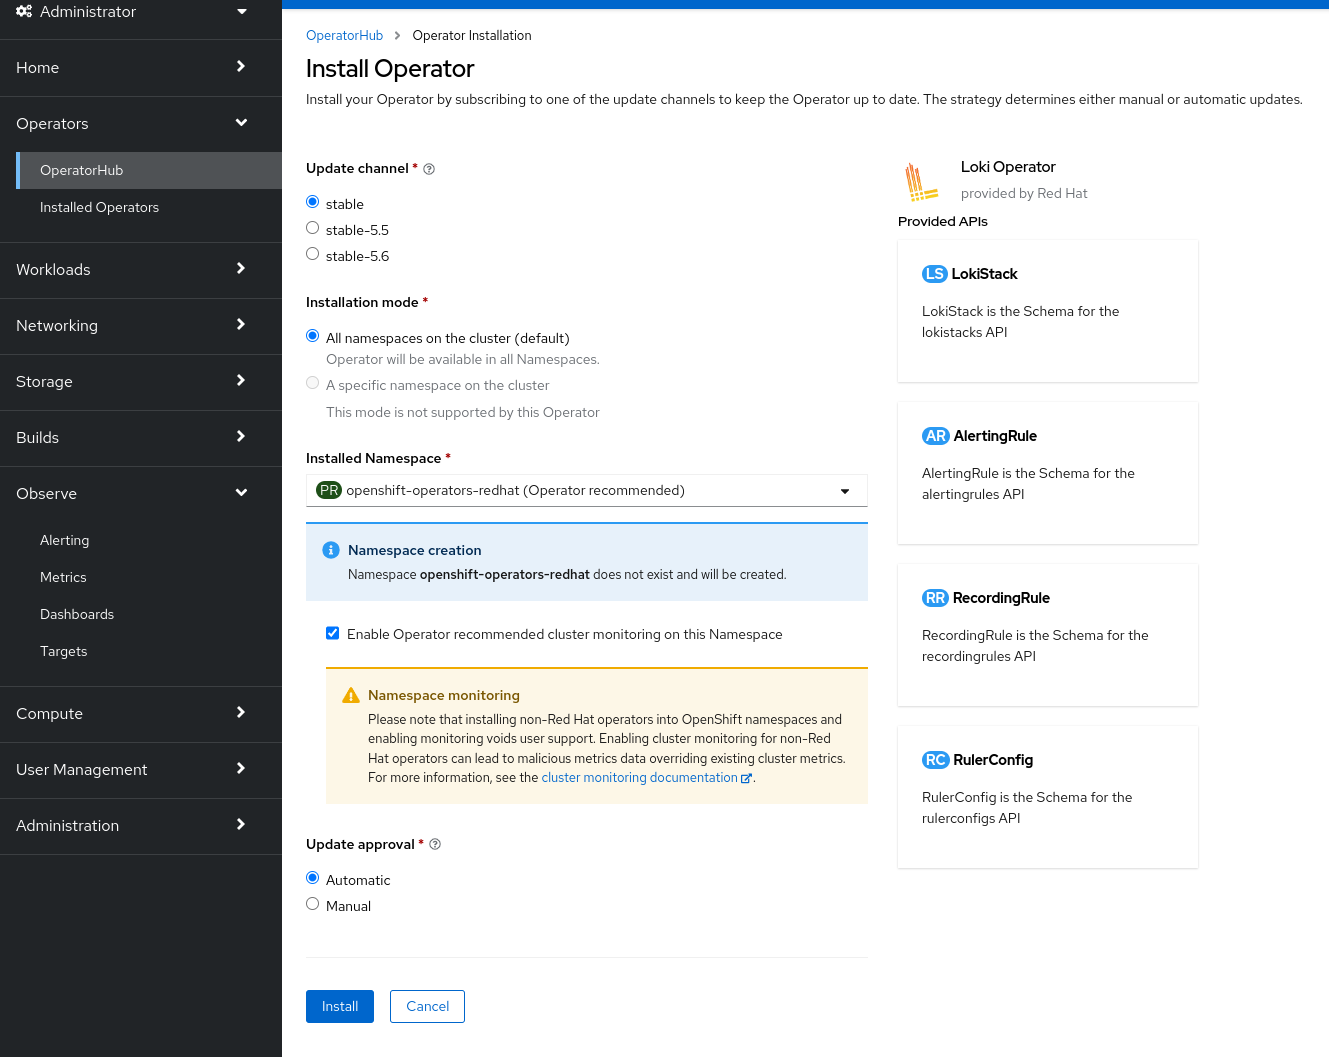 Administrator
Home
Operators
OperatorHub
Installed Operators
Workloads
Networking
Storage
Builds
Observe
Alerting
Metrics
Dashboards
Targets
Compute
User Management
Administration
OperatorHub > Operator Installation
Install Operator
Install your Operator by subscribing to one of the update channels to keep the Operator up to date. The strategy determines either manual or automatic updates.
Update channel *
stable
stable-5.5
stable-5.6
Installation mode *
All namespaces on the cluster (default)
Operator will be available in all Namespaces.
A specific namespace on the cluster
This mode is not supported by this Operator
Installed Namespace *
PR openshift-operators-redhat (Operator recommended)
Namespace creation
Namespace openshift-operators-redhat does not exist and will be created.
Enable Operator recommended cluster monitoring on this Namespace
Namespace monitoring
Please note that installing non-Red Hat operators into OpenShift namespaces and
enabling monitoring voids user support. Enabling cluster monitoring for non-Red
Hat operators can lead to malicious metrics data overriding existing cluster metrics.
For more information, see the cluster monitoring documentation.
Update approval *
Automatic
Manual
Install
Cancel
Loki Operator
provided by Red Hat
Provided APIs
LS LokiStack
LokiStack is the Schema for the
lokistacks API
AR AlertingRule
AlertingRule is the Schema for the
alertingrules API
RR RecordingRule
RecordingRule is the Schema for the
recordingrules API
RC RulerConfig
RulerConfig is the Schema for the
rulerconfigs API